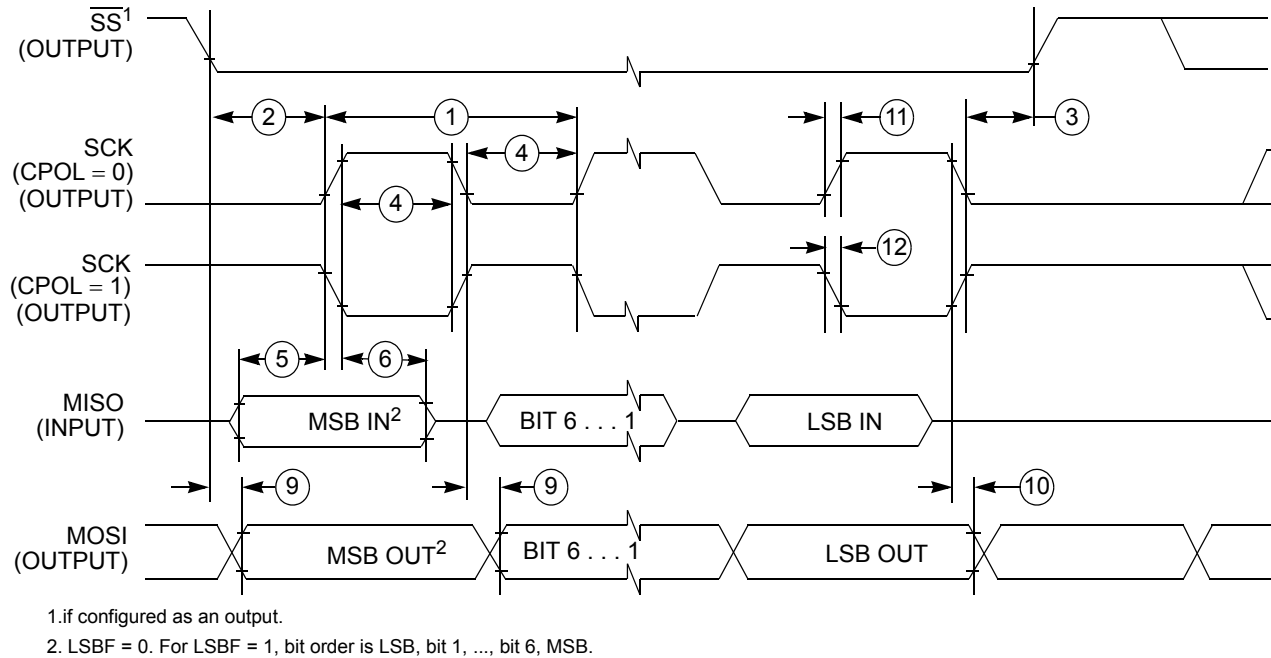 SS¹
(OUTPUT)
2
1
11
3
SCK
(CPOL = 0)
(OUTPUT)
4
4
12
SCK
(CPOL = 1)
(OUTPUT)
5
6
MISO
(INPUT)
MSB IN²
BIT 6 . . . 1
LSB IN
9
9
10
MOSI
(OUTPUT)
MSB OUT²
BIT 6 . . . 1
LSB OUT
1.if configured as an output.
2. LSBF = 0. For LSBF = 1, bit order is LSB, bit 1, ..., bit 6, MSB.